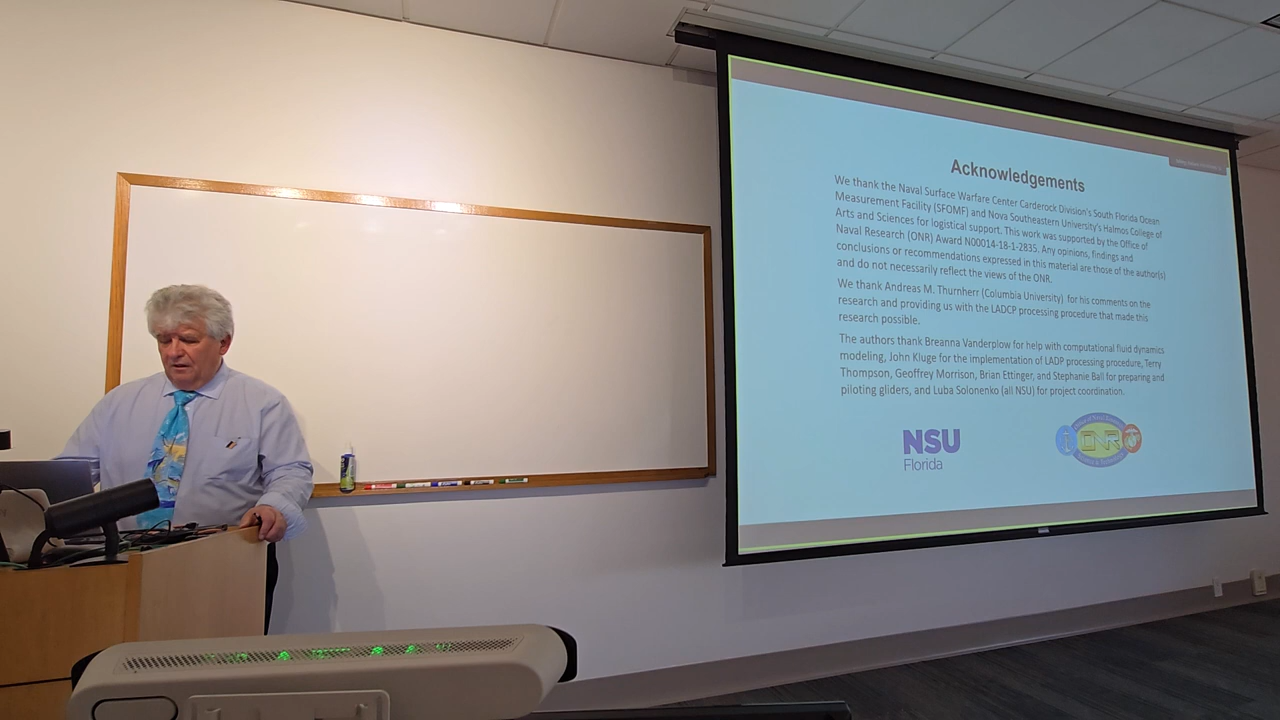 Acknowledgements
We thank the Naval Surface Warfare Center Carderock Division's South Florida Ocean
Measurement Facility (SFOMF) and Nova Southeastern University's Halmos College of
Arts and Sciences for logistical support. This work was supported by the Office of
Naval Research (ONR) Award N00014-18-1-2835. Any opinions, findings and
conclusions or recommendations expressed in this material are those of the author(s)
and do not necessarily reflect the views of the ONR.
We thank Andreas M. Thurnherr (Columbia University) for his comments on the
research and providing us with the LADCP processing procedure that made this
research possible.
The authors thank Breanna Vanderplow for help with computational fluid dynamics
modeling, John Kluge for the implementation of LADP processing procedure, Terry
Thompson, Geoffrey Morrison, Brian Ettinger, and Stephanie Ball for preparing and
piloting gliders, and Luba Solonenko (all NSU) for project coordination.
NSU
Florida
ONR